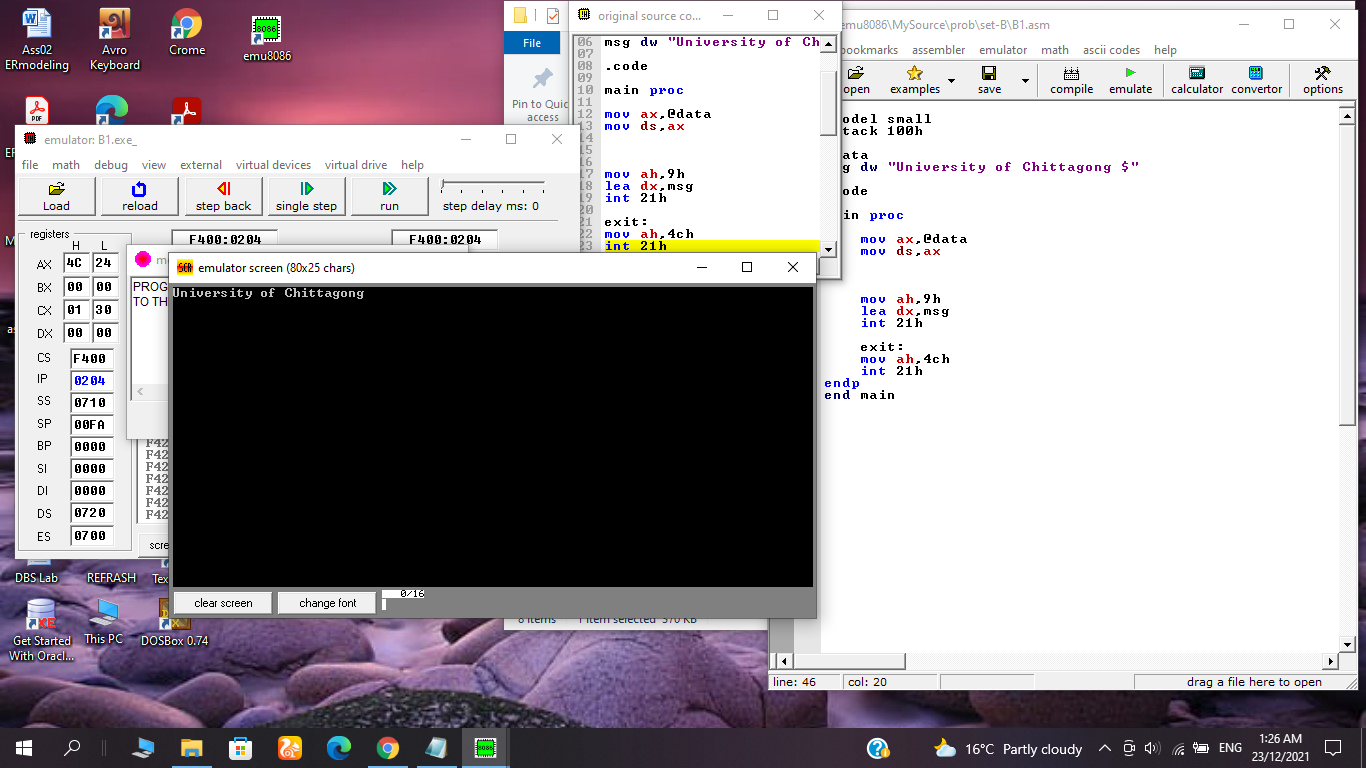 Ass02
ERmodeling
Avro
Keyboard
Crome
emu8086
PDF
DBS Lab
REFRASH
Get Started
With Oracl...
This PC
DOSBox 0.74
File
Pin to Quic
access
8 items
1 item selected 570 KB
original source co...
06 msg dw "University of Ch
07
08 .code
09
10 main proc
11
12 mov ax,@data
13 mov ds,ax
14
15
16
17 mov ah,9h
18 lea dx,msg
19 int 21h
20
21 exit:
22 mov ah,4ch
23 int 21h
emulator: B1.exe_
file math debug view external virtual devices virtual drive help
Load reload step back single step run step delay ms: 0
registers
F400:0204 F400:0204
H L
AX 4C 24
BX 00 00
CX 01 30
DX 00 00
CS F400
IP 0204
SS 0710
SP 00FA
BP 0000
SI 0000
DI 0000
DS 0720
ES 0700
PROG
TO TH
F42
F42
F42
F42
F42
F42
F42
scre
emulator screen (80x25 chars)
University of Chittagong
clear screen change font 0/16
emu8086\MySource\prob\set-B\B1.asm
bookmarks assembler emulator math ascii codes help
open examples save compile emulate calculator convertor options
odel small
tack 100h
ata
g dw "University of Chittagong $"
ode
in proc
mov ax,@data
mov ds,ax
mov ah,9h
lea dx,msg
int 21h
exit:
mov ah,4ch
int 21h
endp
end main
line: 46 col: 20 drag a file here to open
16°C Partly cloudy ENG
1:26 AM
23/12/2021